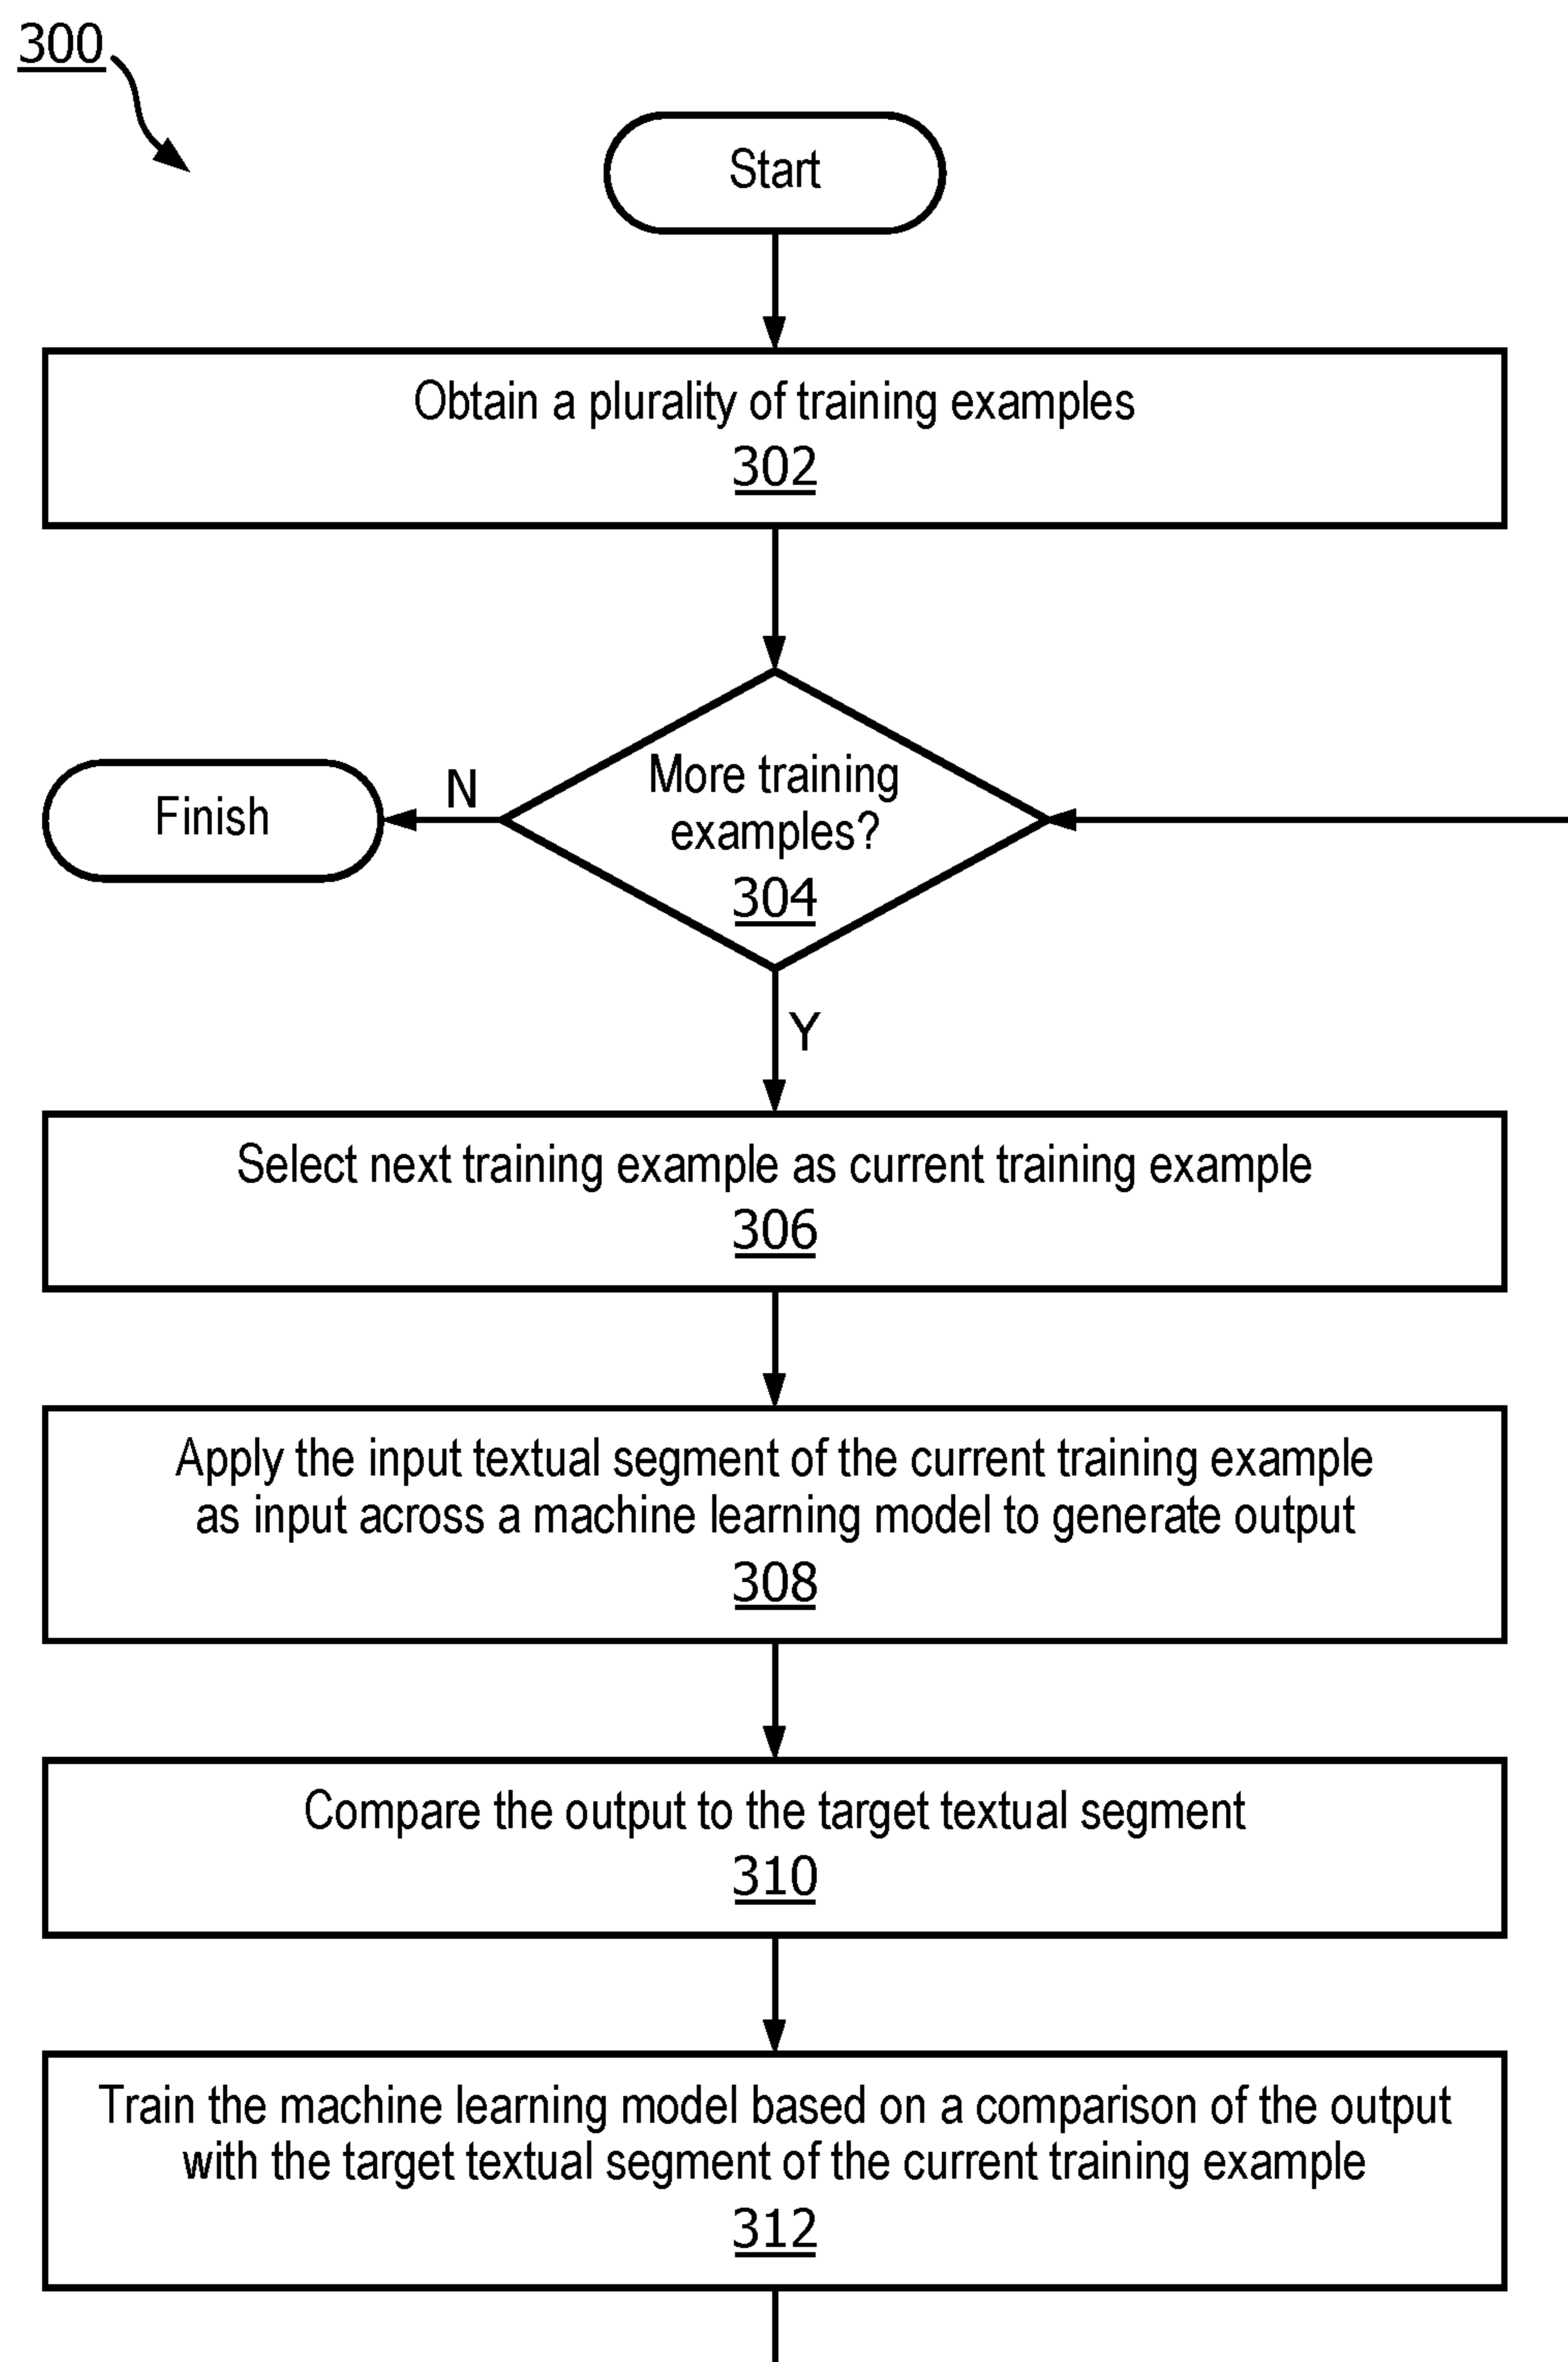 300
Start
Obtain a plurality of training examples
302
More training
examples?
304
N
Finish
Y
Select next training example as current training example
306
Apply the input textual segment of the current training example
as input across a machine learning model to generate output
308
Compare the output to the target textual segment
310
Train the machine learning model based on a comparison of the output
with the target textual segment of the current training example
312